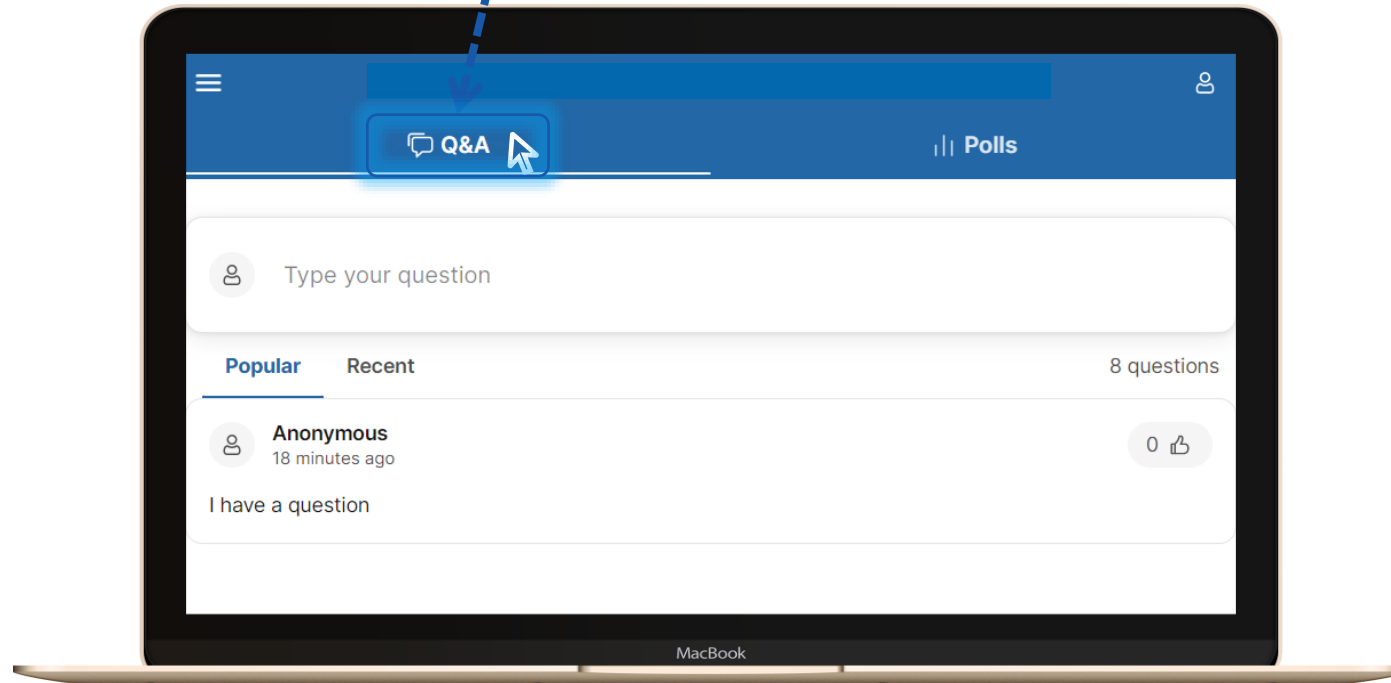 Q&A
Polls
Type your question
Popular Recent 8 questions
Anonymous
18 minutes ago
0
I have a question
MacBook